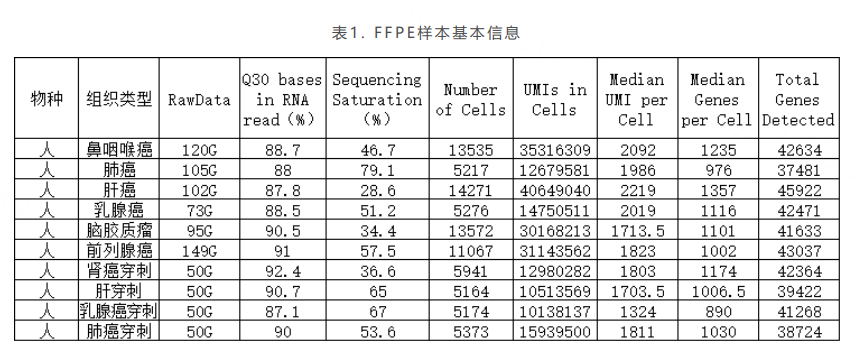 表1. FFPE样本基本信息
物种 组织类型 RawData Q30 bases in RNA read（%） Sequencing Saturation（%） Number of Cells UMIs in Cells Median UMI per Cell Median Genes per Cell Total Genes Detected
人 鼻咽喉癌 120G 88.7 46.7 13535 35316309 2092 1235 42634
人 肺癌 105G 88 79.1 5217 12679581 1986 976 37481
人 肝癌 102G 87.8 28.6 14271 40649040 2219 1357 45922
人 乳腺癌 73G 88.5 51.2 5276 14750511 2019 1116 42471
人 脑胶质瘤 95G 90.5 34.4 13572 30168213 1713.5 1101 41633
人 前列腺癌 149G 91 57.5 11067 31143562 1823 1002 43037
人 肾癌穿刺 50G 92.4 36.6 5941 12980282 1803 1174 42364
人 肝穿刺 50G 90.7 65 5164 10513569 1703.5 1006.5 39422
人 乳腺癌穿刺 50G 87.1 67 5174 10138137 1324 890 41268
人 肺癌穿刺 50G 90 53.6 5373 15939500 1811 1030 38724